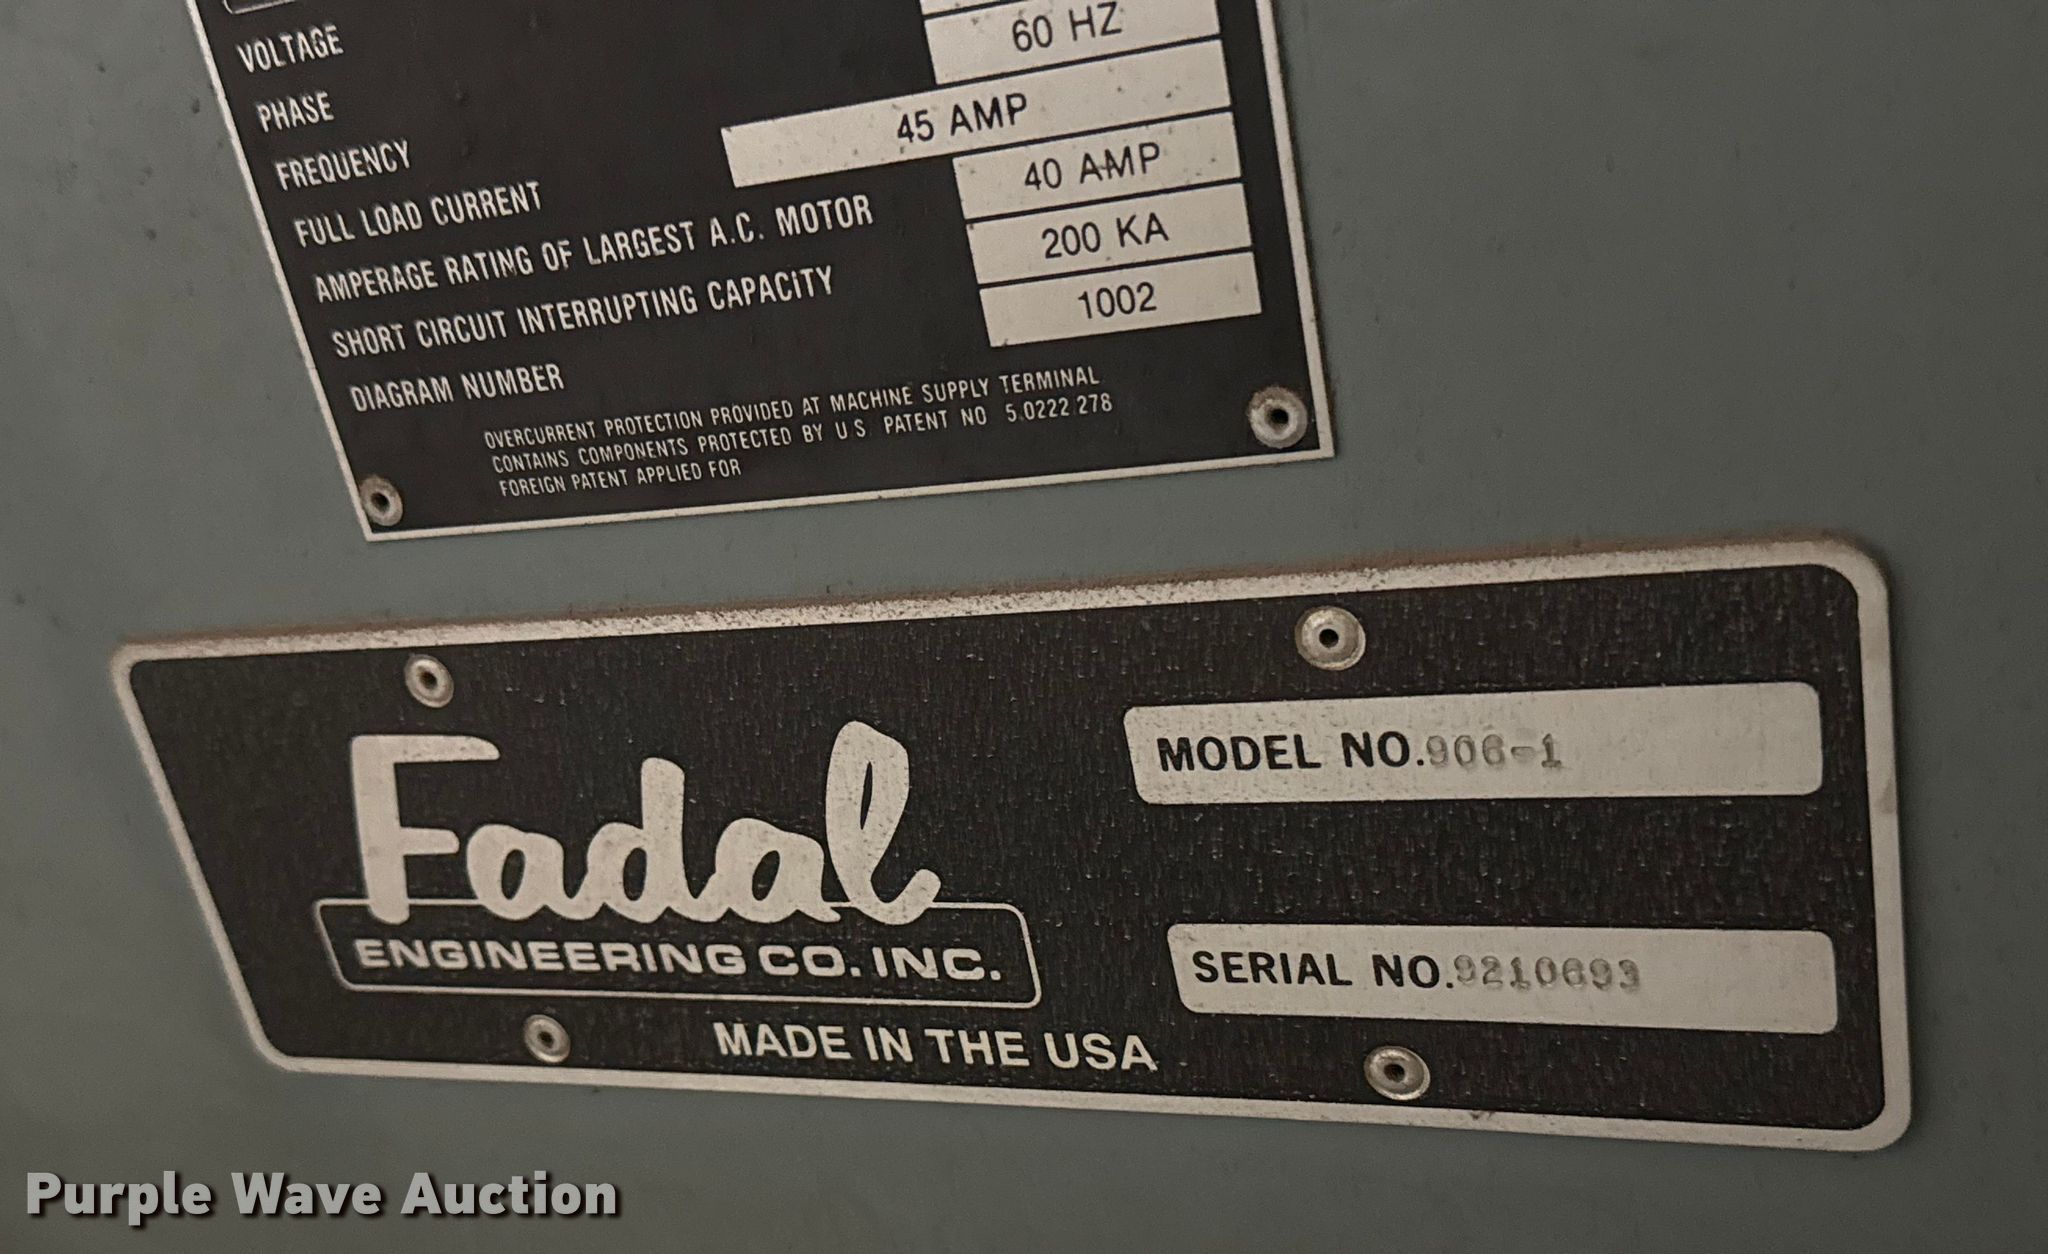 VOLTAGE
PHASE
FREQUENCY 60 HZ
FULL LOAD CURRENT 45 AMP
AMPERAGE RATING OF LARGEST A.C. MOTOR 40 AMP
SHORT CIRCUIT INTERRUPTING CAPACITY 200 KA
DIAGRAM NUMBER 1002
OVERCURRENT PROTECTION PROVIDED AT MACHINE SUPPLY TERMINAL
CONTAINS COMPONENTS PROTECTED BY U.S. PATENT NO 5.0222.278
FOREIGN PATENT APPLIED FOR
Fadal
ENGINEERING CO. INC.
MADE IN THE USA
MODEL NO. 906-1
SERIAL NO. 9210693
Purple Wave Auction